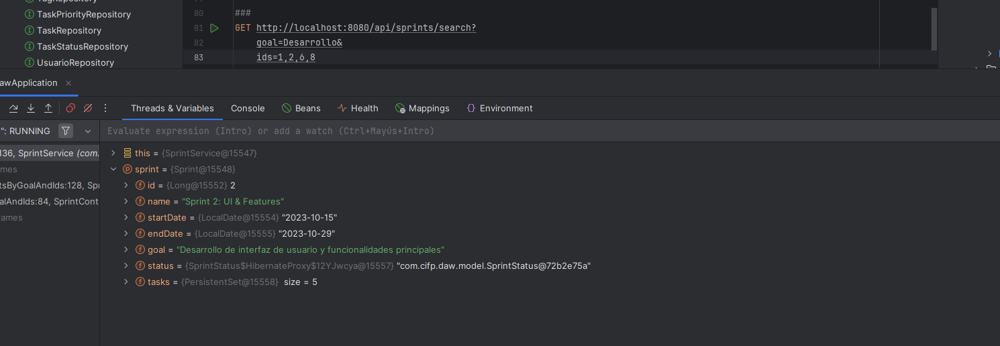 TagRepository
80
###
TaskPriorityRepository
81 GET http://localhost:8080/api/sprints/search?
TaskRepository
82 goal=Desarrollo&
TaskStatusRepository
83 ids=1,2,6,8
UsuarioRepository
awApplication
Threads & Variables Console Beans Health Mappings Environment
": RUNNING
Evaluate expression (Intro) or add a watch (Ctrl+Mayús+Intro)
136, SprintService (com.
this = {SprintService@15547}
ames
sprint = {Sprint@15548}
tsByGoalAndIds:128, Spr
id = {Long@15552} 2
alAndIds:84, SprintCont
name = "Sprint 2: UI & Features"
rames
startDate = {LocalDate@15554} "2023-10-15"
endDate = {LocalDate@15555} "2023-10-29"
goal = "Desarrollo de interfaz de usuario y funcionalidades principales"
status = {SprintStatus$HibernateProxy$12YJwcya@15557} "com.cifp.daw.model.SprintStatus@72b2e75a"
tasks = {PersistentSet@15558} size = 5